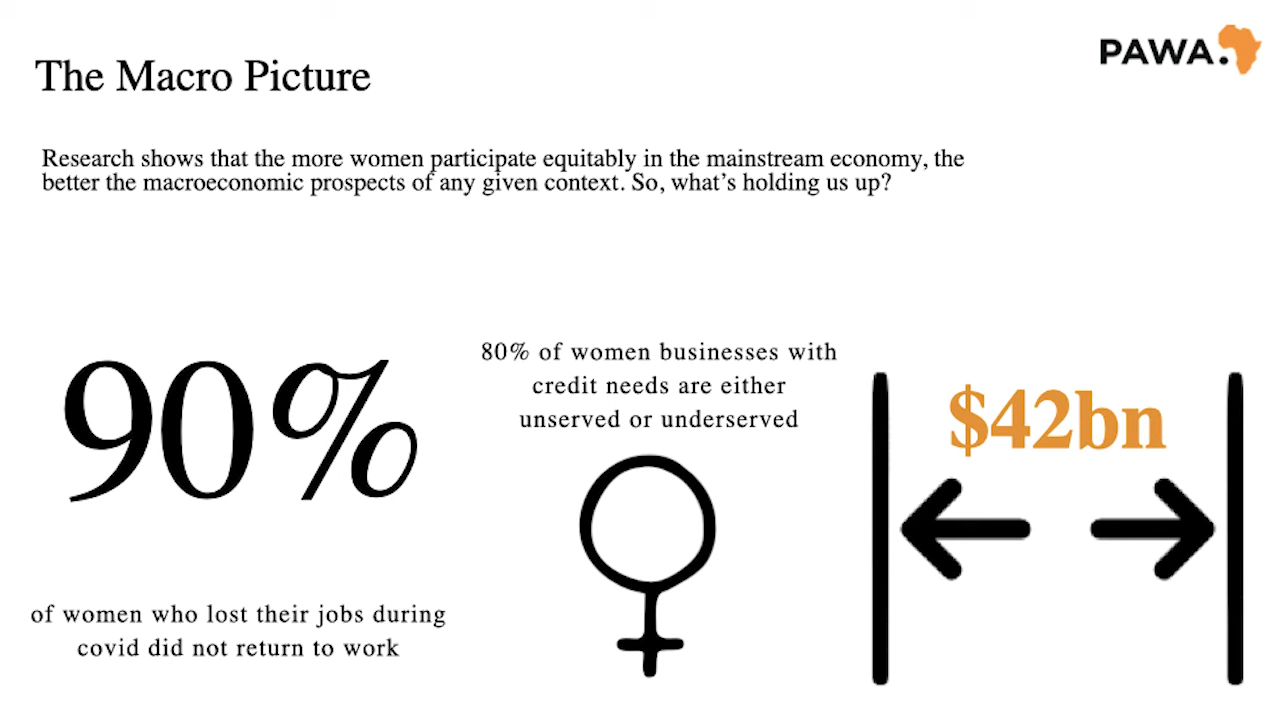 PAWA.
The Macro Picture
Research shows that the more women participate equitably in the mainstream economy, the
better the macroeconomic prospects of any given context. So, what’s holding us up?
90%
of women who lost their jobs during
covid did not return to work
80% of women businesses with
credit needs are either
unserved or underserved
$42bn